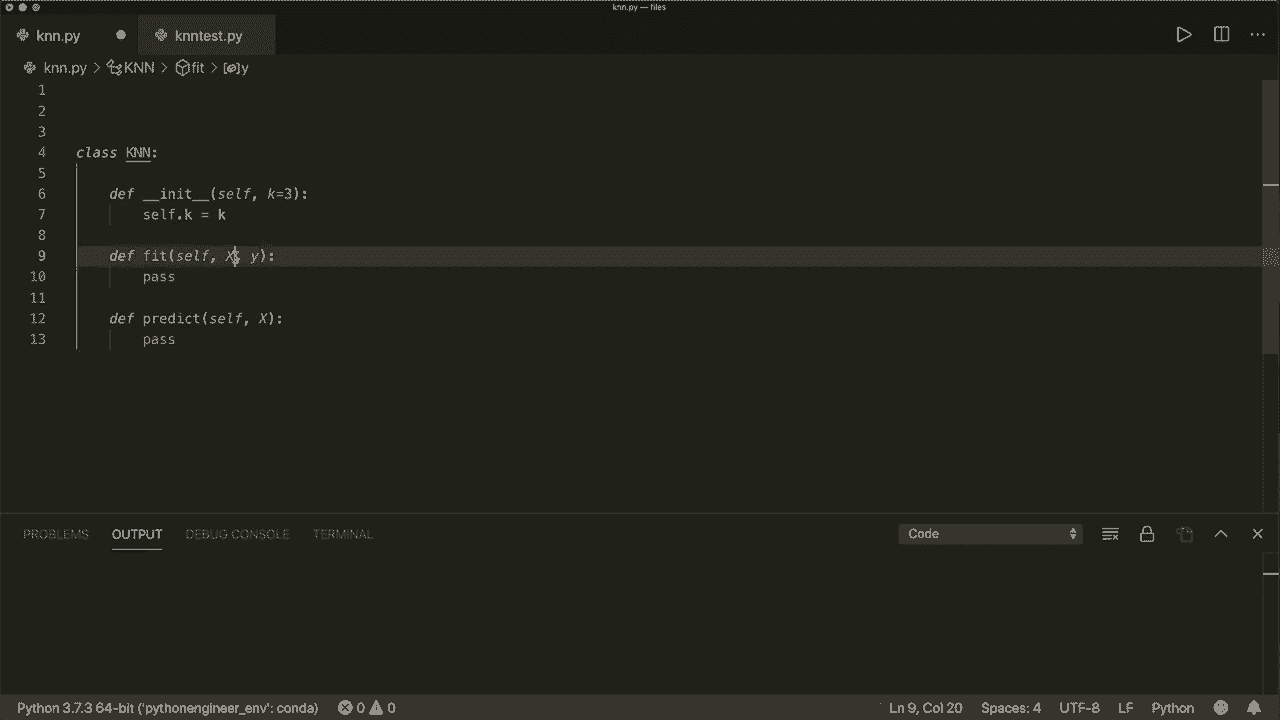 knn.py — files
knn.py knntest.py
knn.py > KNN > fit > y
1
2
3
4 class KNN:
5
6 def __init__(self, k=3):
7 self.k = k
8
9 def fit(self, X, y):
10 pass
11
12 def predict(self, X):
13 pass
PROBLEMS OUTPUT DEBUG CONSOLE TERMINAL Code
Python 3.7.3 64-bit ('pythonengineer_env': conda) 0 0 Ln 9, Col 20 Spaces: 4 UTF-8 LF Python